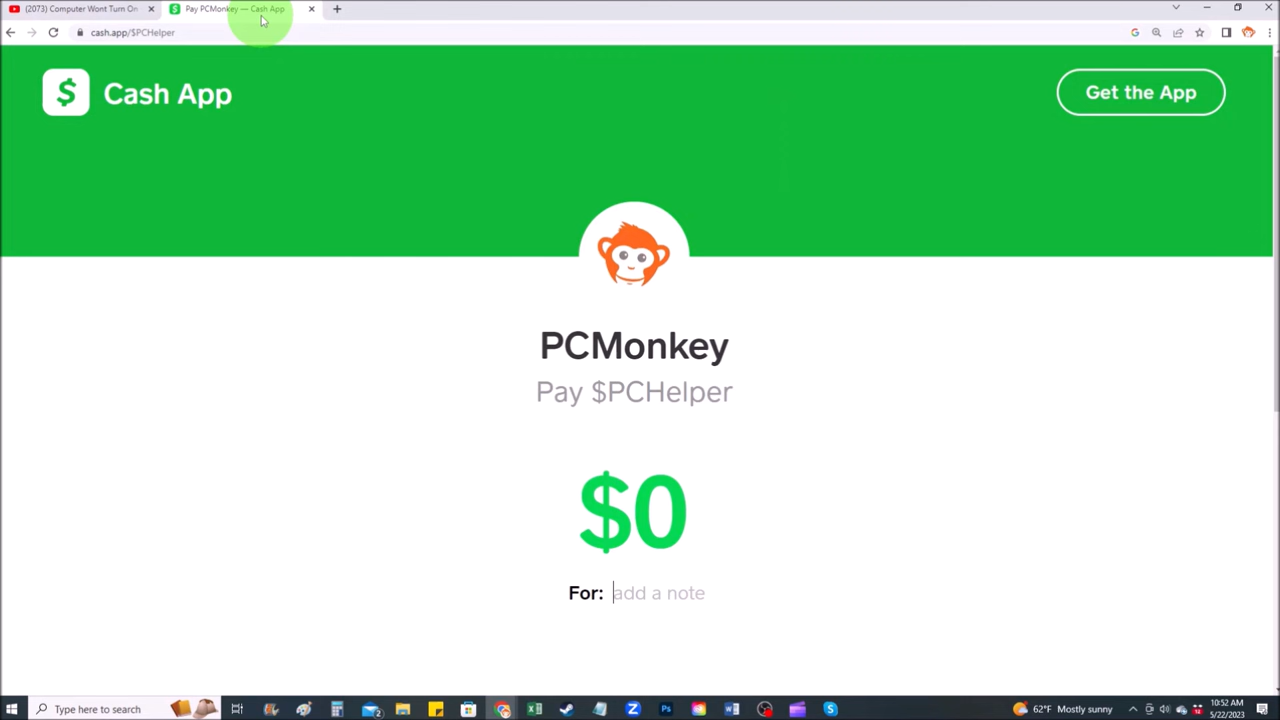 (2073) Computer Wont Turn On
Pay PCMonkey — Cash App
cash.app/$PCHelper
Cash App
Get the App
PCMonkey
Pay $PCHelper
$0
For: add a note
Type here to search
62°F Mostly sunny
10:52 AM
5/22/2023